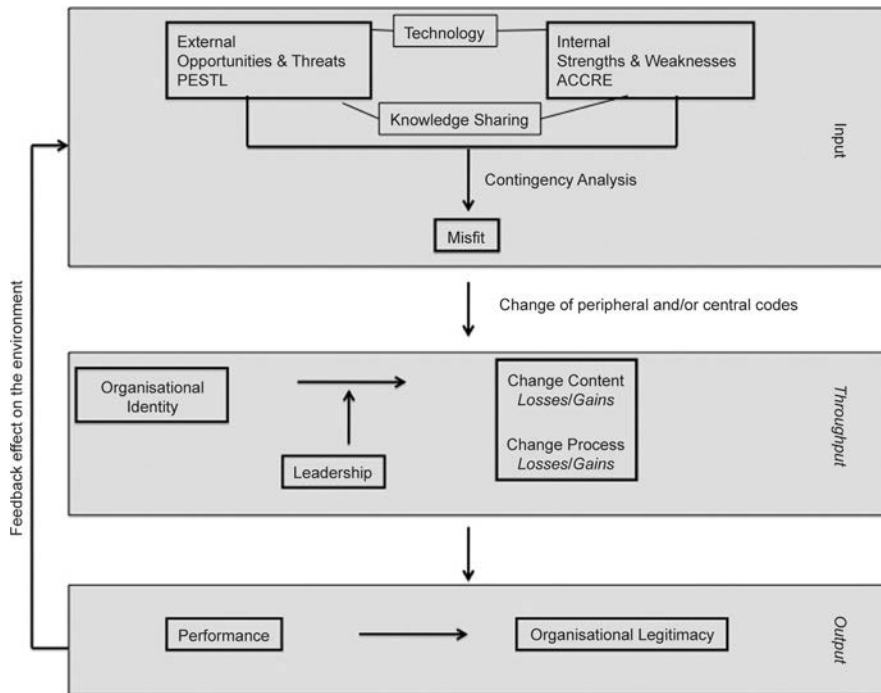 External
Opportunities & Threats
PESTL
Technology
Internal
Strengths & Weaknesses
ACCRE
Knowledge Sharing
Input
Contingency Analysis
Misfit
Change of peripheral and/or central codes
Feedback effect on the environment
Organisational
Identity
Leadership
Change Content
Losses/Gains
Change Process
Losses/Gains
Throughput
Performance
Organisational Legitimacy
Output